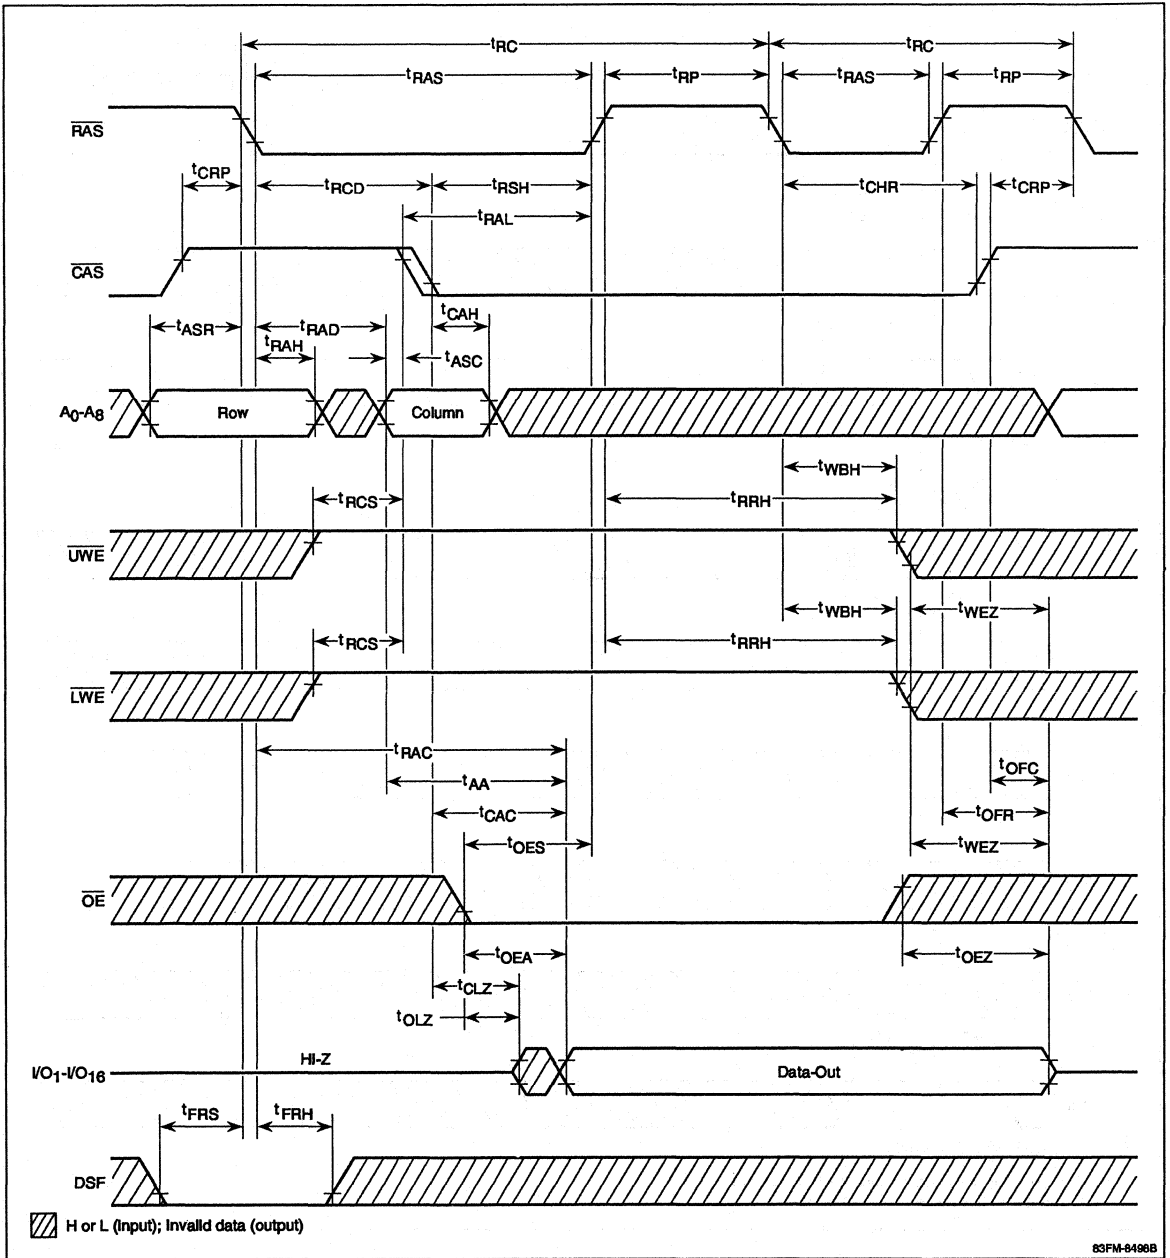 tRC tRC
tRAS tRP tRAS tRP
RAS
tCRP tRCD tRSH tCHR tCRP
tRAL
CAS
tCAH
tASR tRAD
tRAH tASC
A0-A8 Row Column
tWBH
tRCS tRRH
UWE
tWBH tWEZ
tRCS tRRH
LWE
tRAC
tAA tOFC
tCAC tOFR
tOES tWEZ
OE
tOEA tOEZ
tCLZ
tOLZ
HI-Z
I/O1-I/O16 Data-Out
tFRS tFRH
DSF
H or L (input); Invalid data (output)
83FM-8498B